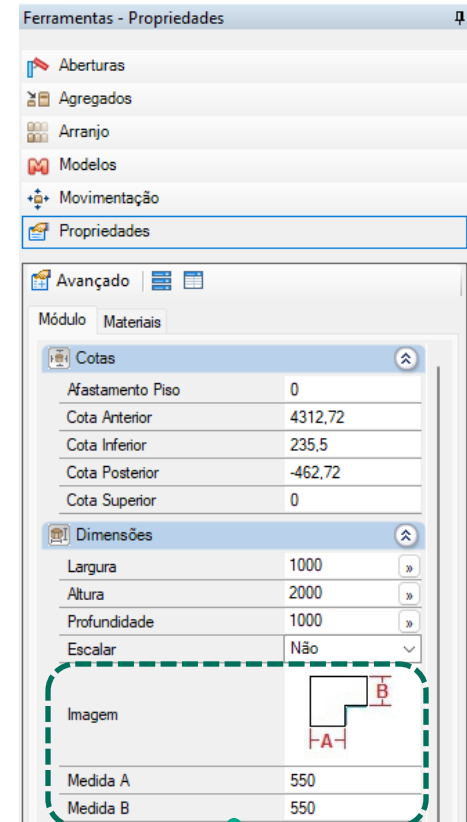 Ferramentas - Propriedades
Aberturas
Agregados
Arranjo
Modelos
Movimentação
Propriedades
Avançado
Módulo Materiais
Cotas
Afastamento Piso 0
Cota Anterior 4312,72
Cota Inferior 235,5
Cota Posterior -462,72
Cota Superior 0
Dimensões
Largura 1000 »
Altura 2000 »
Profundidade 1000 »
Escalar Não
B
Imagem
A
Medida A 550
Medida B 550